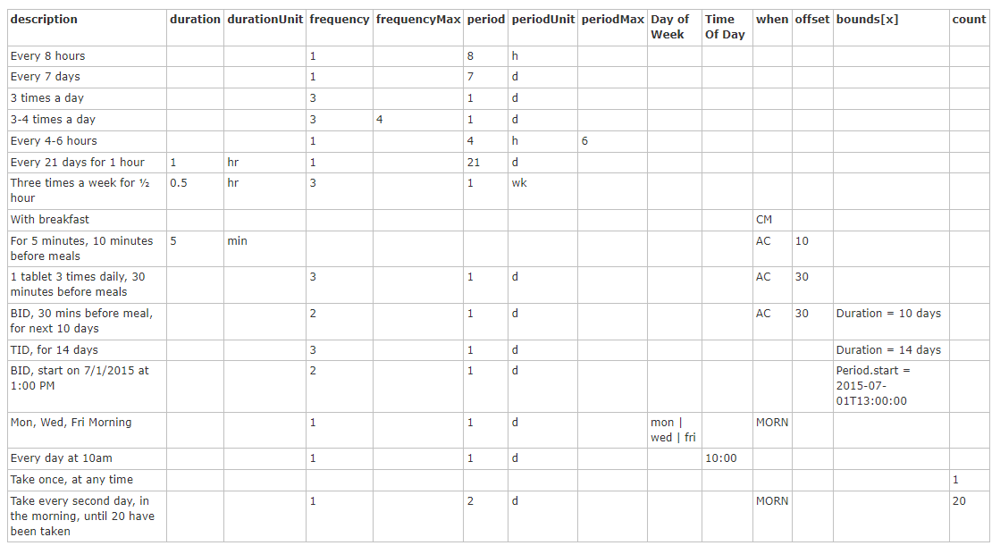 description duration durationUnit frequency frequencyMax period periodUnit periodMax Day of Week Time Of Day when offset bounds[x] count
Every 8 hours 1 8 h
Every 7 days 1 7 d
3 times a day 3 1 d
3-4 times a day 3 4 1 d
Every 4-6 hours 1 4 h 6
Every 21 days for 1 hour 1 hr 1 21 d
Three times a week for ½ 0.5 hr 3 1 wk
hour
With breakfast CM
For 5 minutes, 10 minutes 5 min AC 10
before meals
1 tablet 3 times daily, 30 3 1 d AC 30
minutes before meals
BID, 30 mins before meal, 2 1 d AC 30 Duration = 10 days
for next 10 days
TID, for 14 days 3 1 d Duration = 14 days
BID, start on 7/1/2015 at 2 1 d Period.start =
1:00 PM 2015-07-
01T13:00:00
Mon, Wed, Fri Morning 1 1 d mon | MORN
wed | fri
Every day at 10am 1 1 d 10:00
Take once, at any time 1
Take every second day, in 1 2 d MORN 20
the morning, until 20 have
been taken